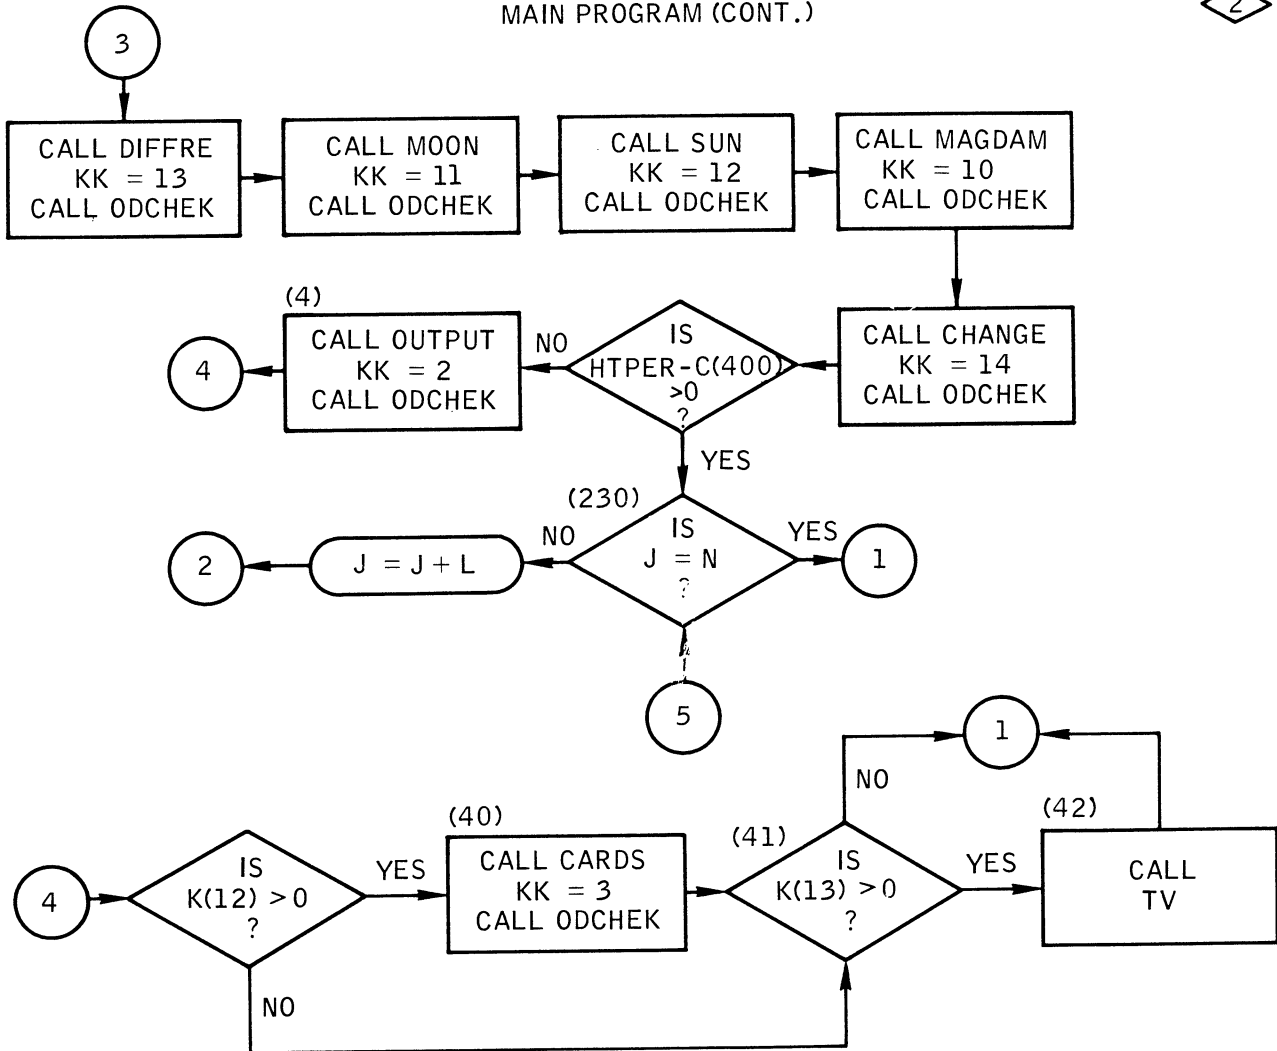 MAIN PROGRAM (CONT.)
2
3
CALL DIFFRE
KK = 13
CALL ODCHEK
CALL MOON
KK = 11
CALL ODCHEK
CALL SUN
KK = 12
CALL ODCHEK
CALL MAGDAM
KK = 10
CALL ODCHEK
(4)
4
CALL OUTPUT
KK = 2
CALL ODCHEK
NO
IS
HTPER-C(400)
>0
?
CALL CHANGE
KK = 14
CALL ODCHEK
YES
(230)
2
J = J + L
NO
IS
J = N
?
YES
1
5
1
NO
(40)
(41)
(42)
4
IS
K(12) > 0
?
YES
CALL CARDS
KK = 3
CALL ODCHEK
IS
K(13) > 0
?
YES
CALL
TV
NO